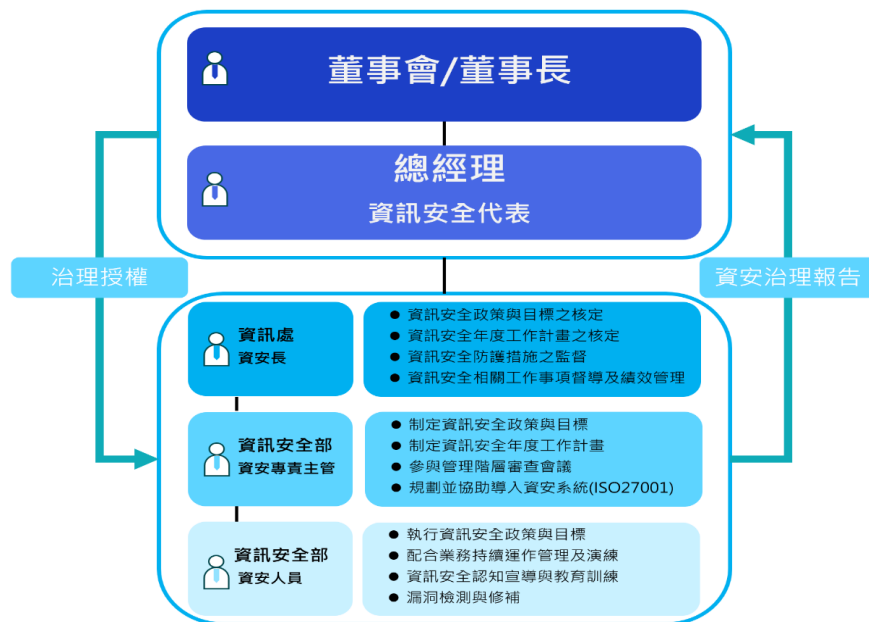 董事會/董事長
總經理
資訊安全代表
治理授權
資安治理報告
資訊處
資安長
● 資訊安全政策與目標之核定
● 資訊安全年度工作計畫之核定
● 資訊安全防護措施之監督
● 資訊安全相關工作事項督導及績效管理
資訊安全部
資安專責主管
● 制定資訊安全政策與目標
● 制定資訊安全年度工作計畫
● 參與管理階層審查會議
● 規劃並協助導入資安系統(ISO27001)
資訊安全部
資安人員
● 執行資訊安全政策與目標
● 配合業務持續運作管理及演練
● 資訊安全認知宣導與教育訓練
● 漏洞檢測與修補